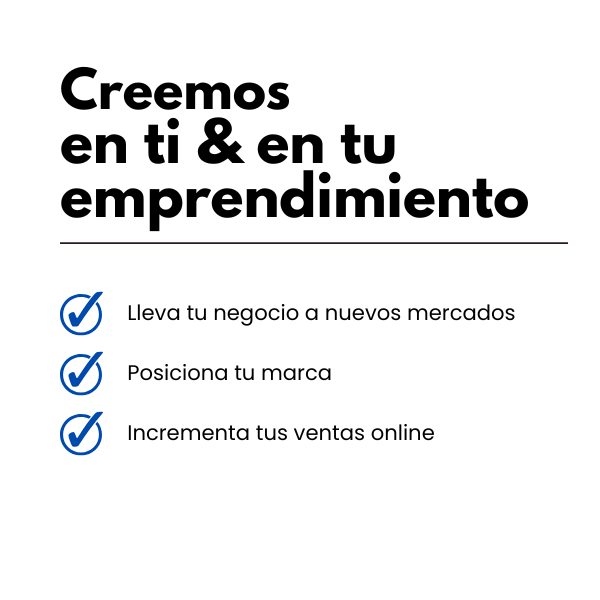 Creemos
en ti & en tu
emprendimiento
Lleva tu negocio a nuevos mercados
Posiciona tu marca
Incrementa tus ventas online